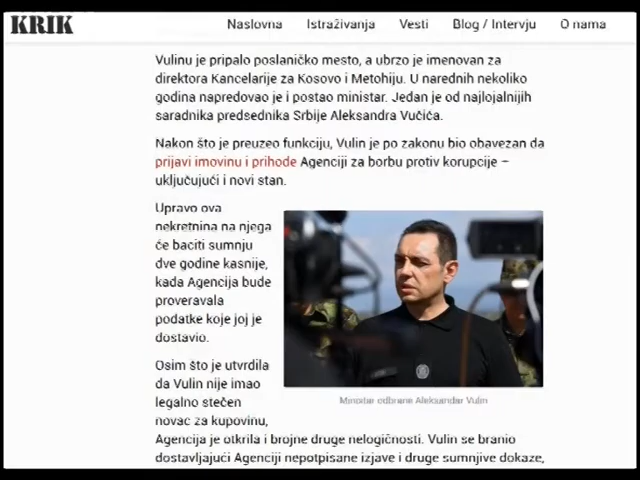 KRIK
Naslovna Istraživanja Vesti Blog / Intervju O nama
Vulinu je pripalo poslaničko mesto, a ubrzo je imenovan za
direktora Kancelarije za Kosovo i Metohiju. U narednih nekoliko
godina napredovao je i postao ministar. Jedan je od najlojalnijih
saradnika predsednika Srbije Aleksandra Vučića.
Nakon što je preuzeo funkciju, Vulin je po zakonu bio obavezan da
prijavi imovinu i prihode Agenciji za borbu protiv korupcije –
uključujući i novi stan.
Upravo ova
nekretnina na njega
će baciti sumnju
dve godine kasnije,
kada Agencija bude
proveravala
podatke koje joj je
dostavio.
Osim što je utvrdila
da Vulin nije imao
legalno stečen
novac za kupovinu,
Ministar odbrane Aleksandar Vulin
Agencija je otkrila i brojne druge nelogičnosti. Vulin se branio
dostavljajući Agenciji nepotpisane izjave i druge sumnjive dokaze,